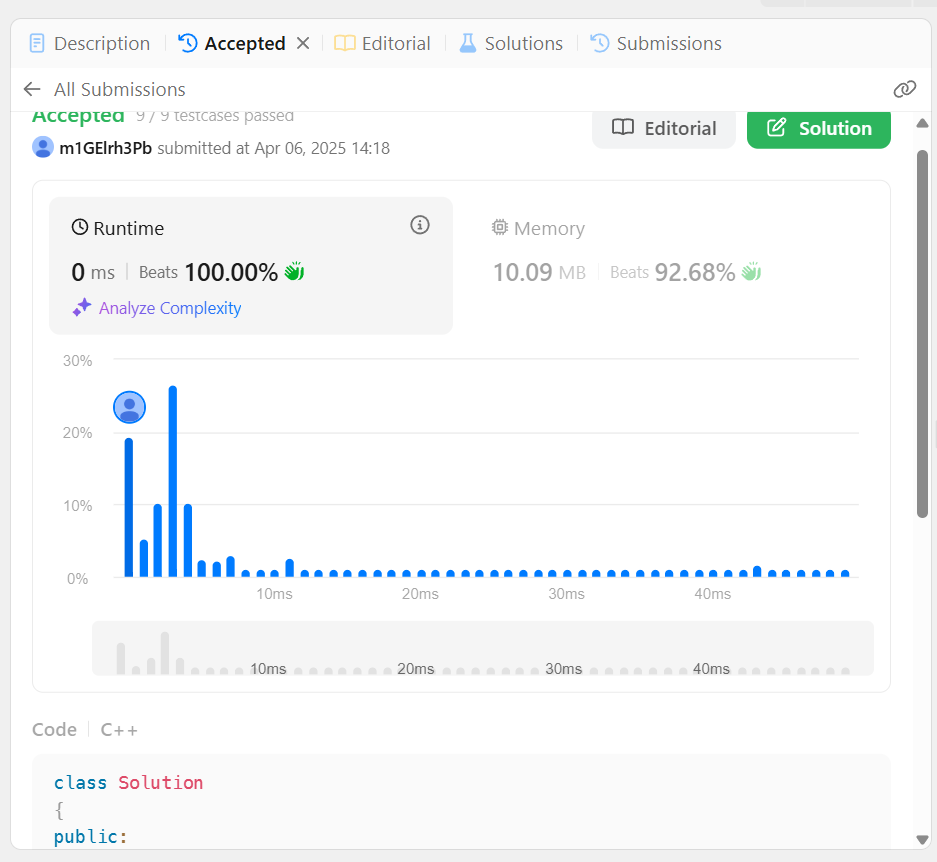 Description Accepted Editorial Solutions Submissions
All Submissions
Accepted 9 / 9 testcases passed
Editorial Solution
m1GElrh3Pb submitted at Apr 06, 2025 14:18
Runtime
0 ms Beats 100.00%
Analyze Complexity
Memory
10.09 MB Beats 92.68%
30%
20%
10%
0%
10ms 20ms 30ms 40ms
10ms 20ms 30ms 40ms
Code C++
class Solution
{
public: